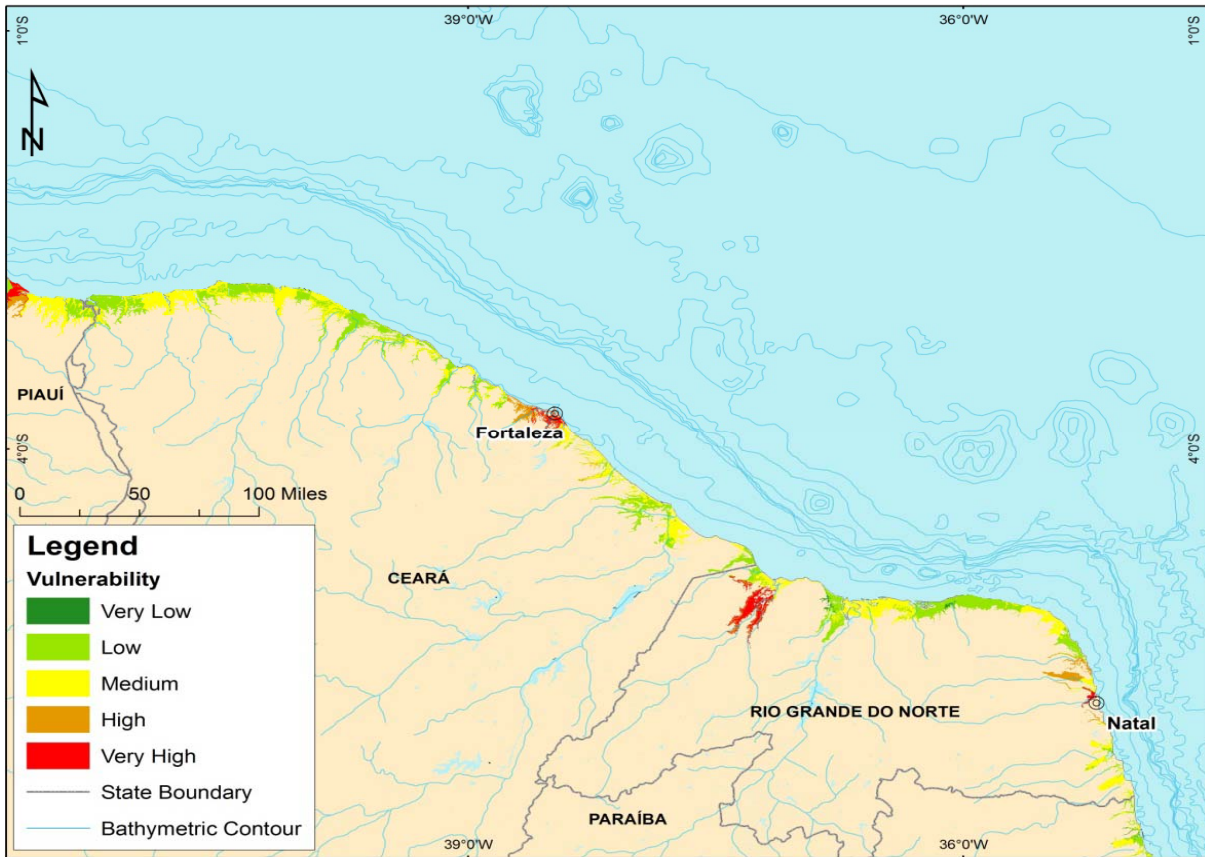 39°0'W
36°0'W
1°0'S
1°0'S
N
PIAUÍ
Fortaleza
4°0'S
4°0'S
0
50
100 Miles
CEARÁ
RIO GRANDE DO NORTE
Natal
PARAÍBA
Legend
Vulnerability
Very Low
Low
Medium
High
Very High
State Boundary
Bathymetric Contour
39°0'W
36°0'W